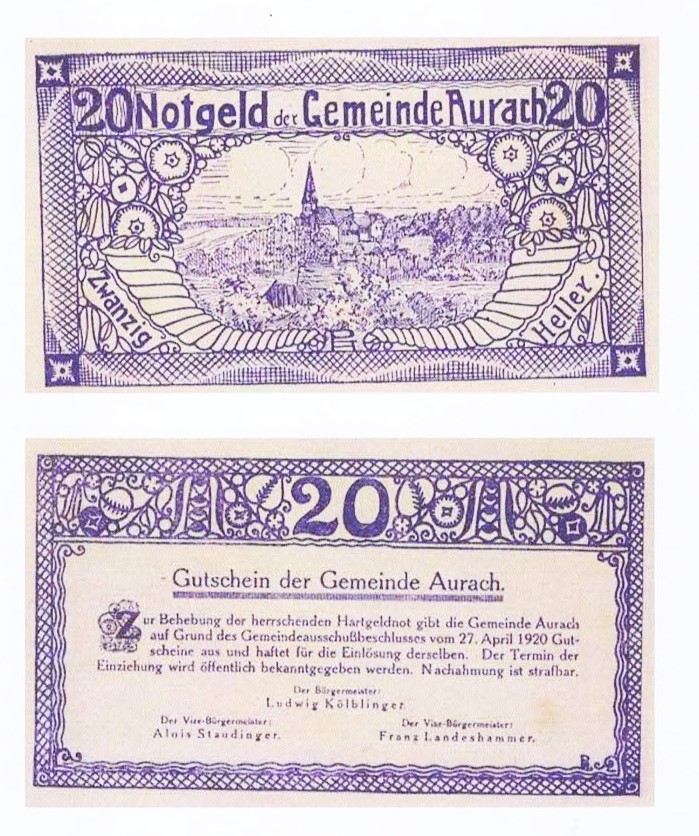 20 Notgeld der Gemeinde Aurach 20
Zwanzig
Heller.
20
Gutschein der Gemeinde Aurach.
Zur Behebung der herrschenden Hartgeldnot gibt die Gemeinde Aurach
auf Grund des Gemeindeausschußbeschlusses vom 27. April 1920 Gut-
scheine aus und haftet für die Einlösung derselben. Der Termin der
Einziehung wird öffentlich bekanntgegeben werden. Nachahmung ist strafbar.
Der Bürgermeister:
Ludwig Kölblinger.
Der Vize-Bürgermeister:
Alois Staudinger.
Der Vize-Bürgermeister:
Franz Landeshammer.